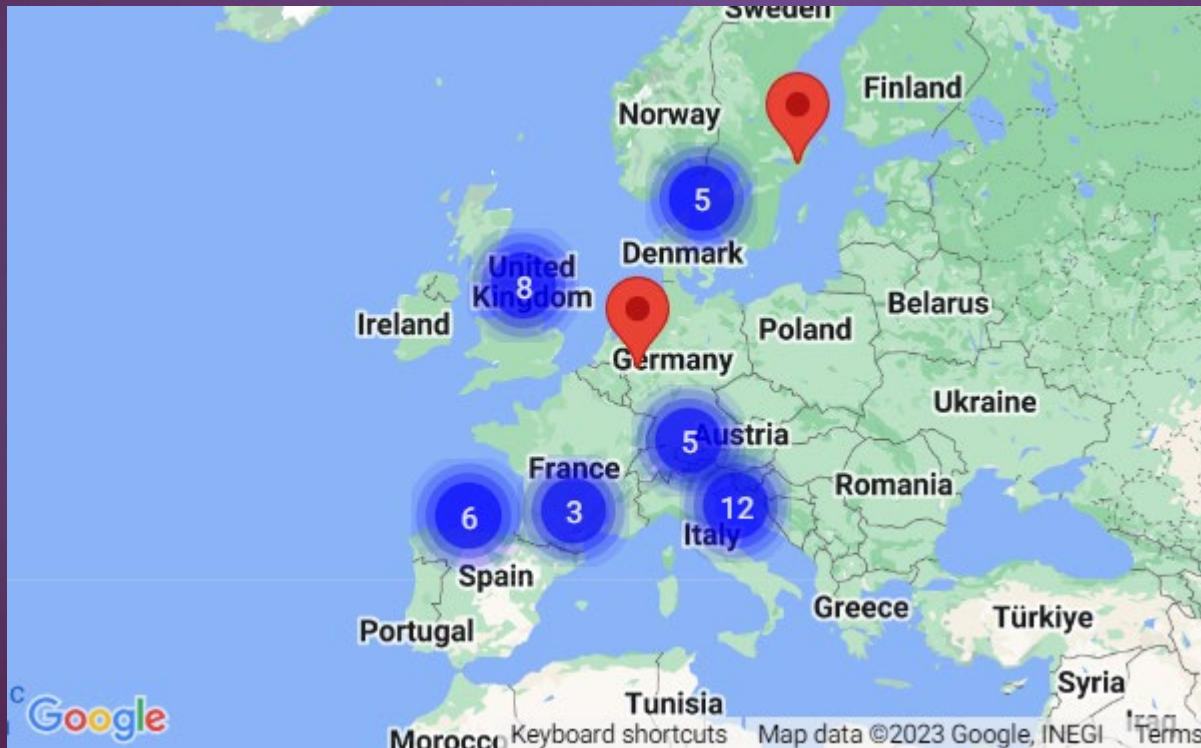 Sweden
Finland
Norway
5
Denmark
United
8
Kingdom
Belarus
Ireland
Poland
Germany
Ukraine
5
Austria
France
Romania
6
3
12
Italy
Spain
Greece
Türkiye
Portugal
Syria
Tunisia
C
Google
Iraq
Morocco
Keyboard shortcuts
Map data ©2023 Google, INEGI
Terms